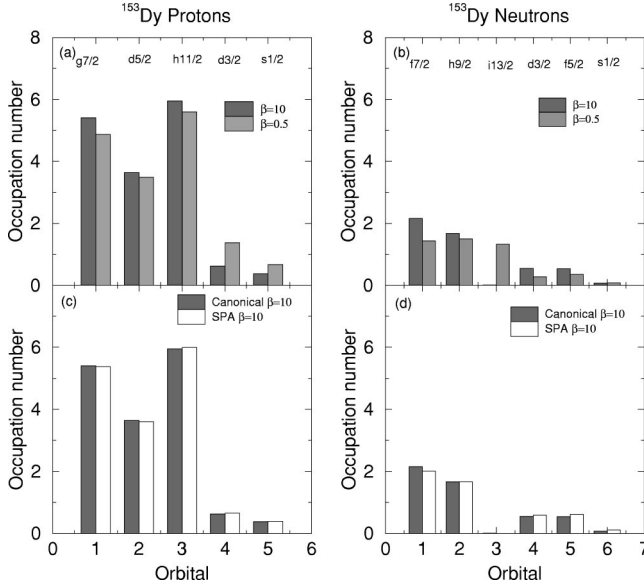 ¹⁵³Dy Protons
¹⁵³Dy Neutrons
(a)
g7/2 d5/2 h11/2 d3/2 s1/2
β=10
β=0.5
Occupation number
8
6
4
2
0
(b)
f7/2 h9/2 i13/2 d3/2 f5/2 s1/2
β=10
β=0.5
Occupation number
8
6
4
2
0
(c)
Canonical β=10
SPA β=10
Occupation number
6
4
2
0
0 1 2 3 4 5 6
Orbital
(d)
Canonical β=10
SPA β=10
Occupation number
6
4
2
0
0 1 2 3 4 5 6 7
Orbital